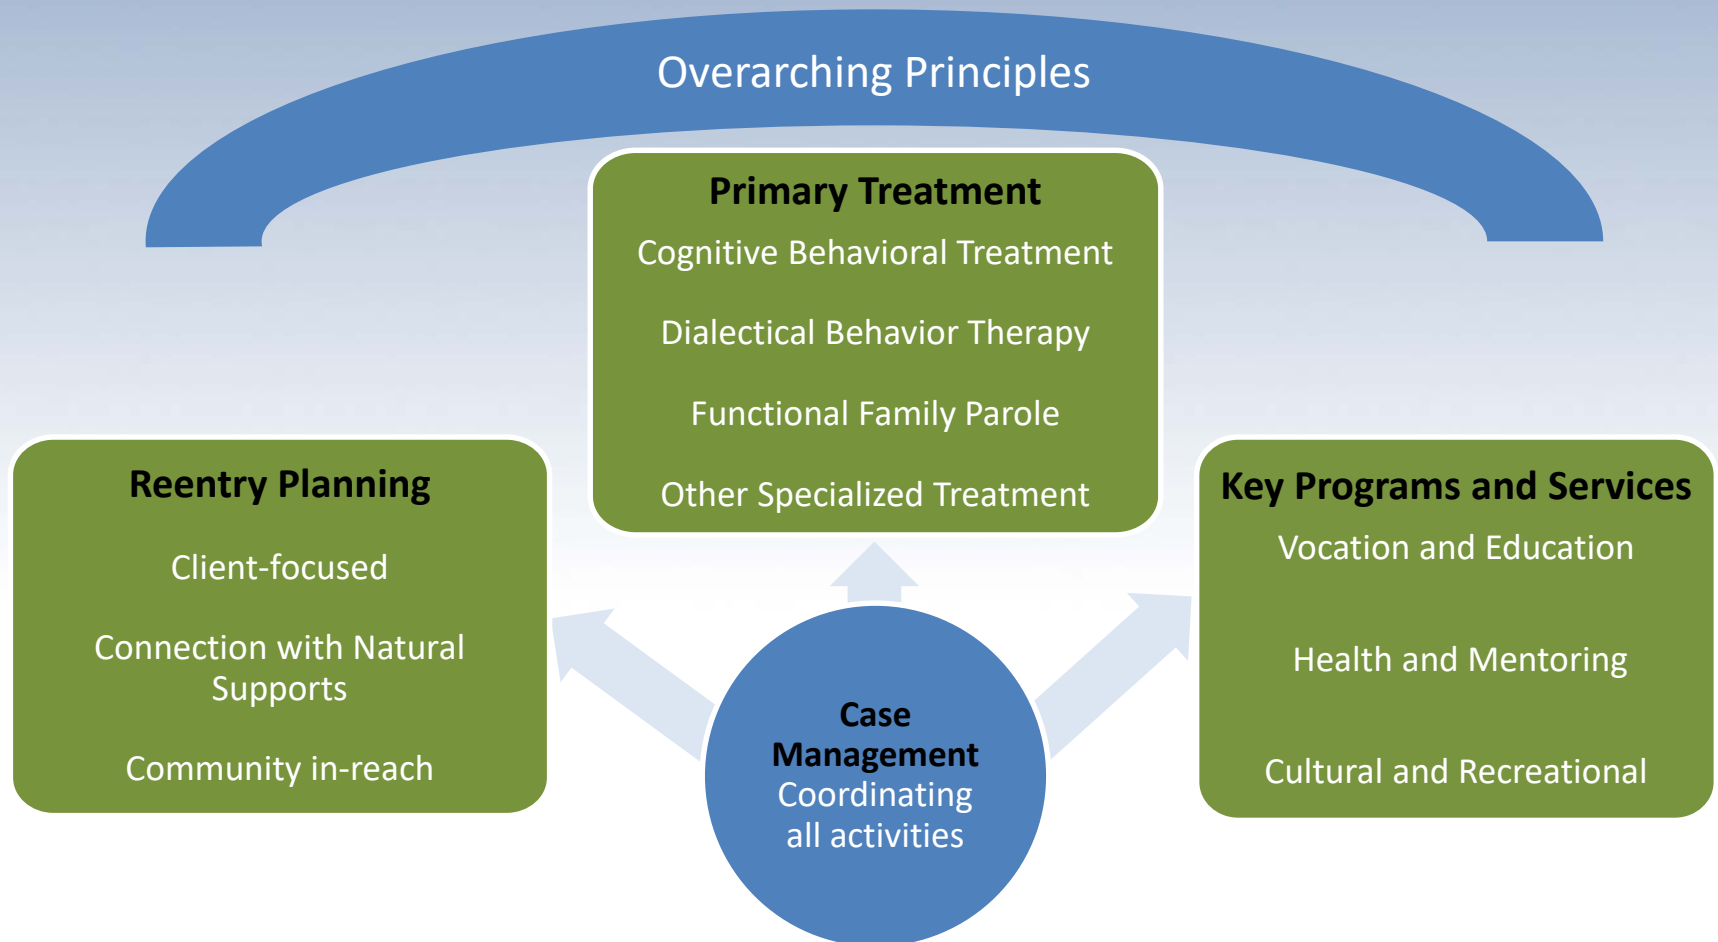 Overarching Principles
Primary Treatment
Cognitive Behavioral Treatment
Dialectical Behavior Therapy
Functional Family Parole
Other Specialized Treatment
Reentry Planning
Client-focused
Connection with Natural
Supports
Community in-reach
Key Programs and Services
Vocation and Education
Health and Mentoring
Cultural and Recreational
Case
Management
Coordinating
all activities